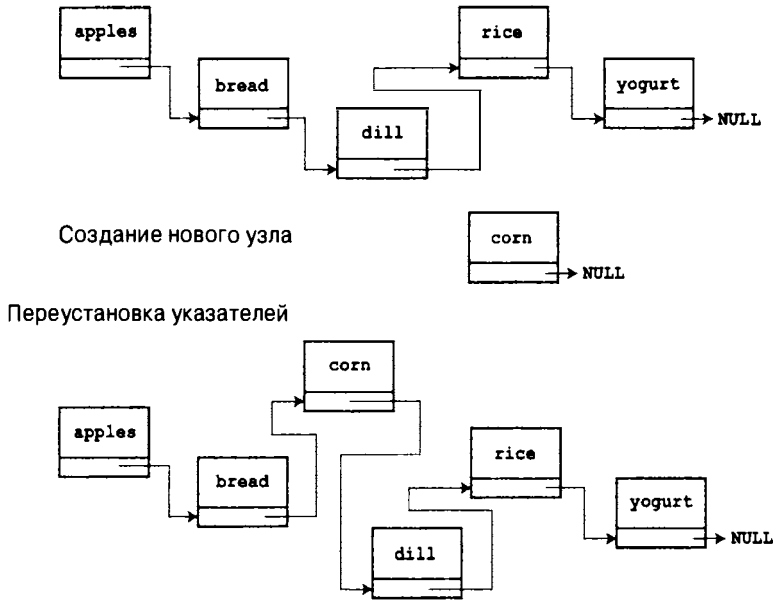 apples
rice
bread
yogurt
dill
NULL
Создание нового узла
corn
NULL
Переустановка указателей
corn
apples
rice
bread
yogurt
dill
NULL